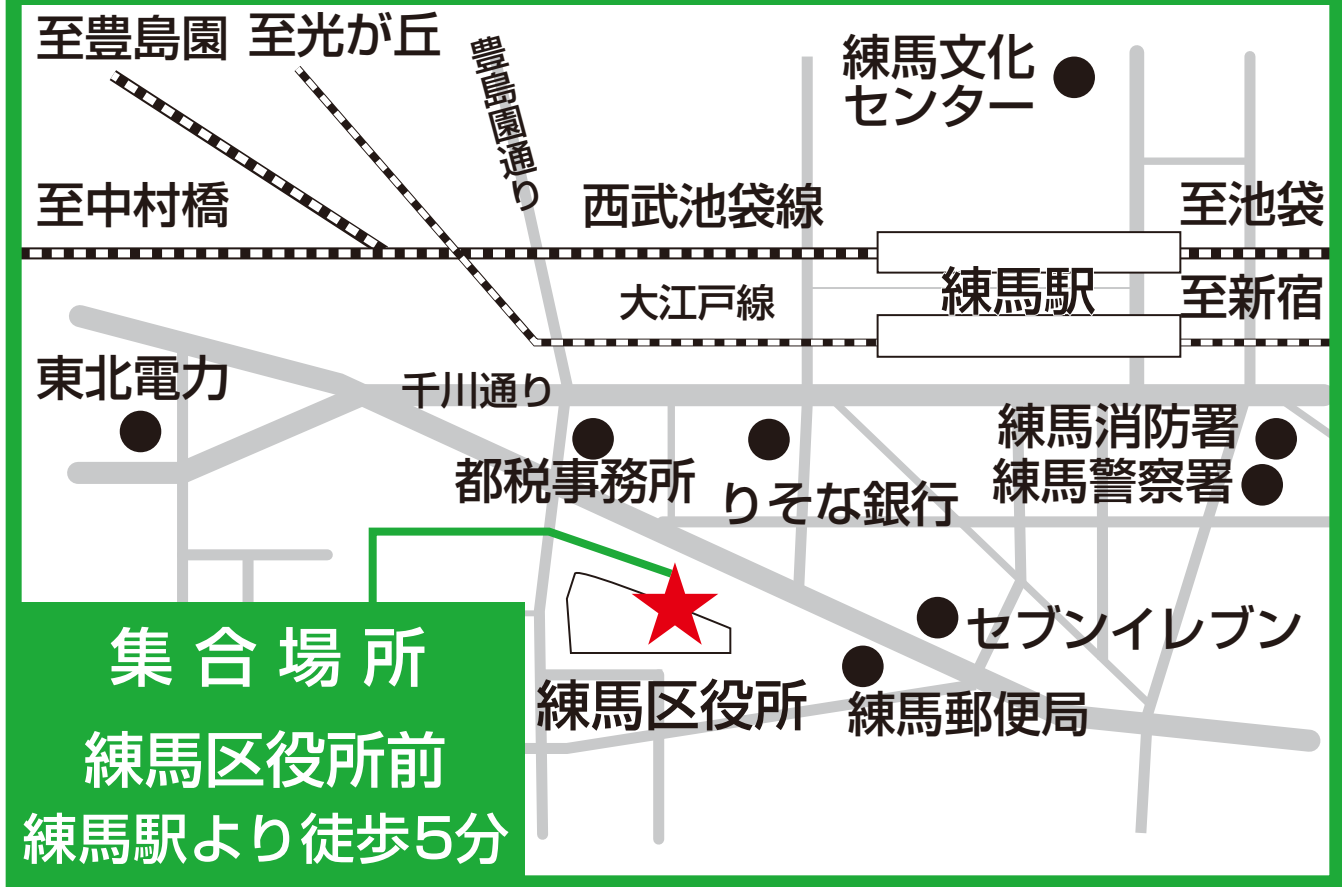 至豊島園
至光が丘
豊島園通り
練馬文化
センター
至中村橋
西武池袋線
至池袋
大江戸線
練馬駅
至新宿
東北電力
千川通り
都税事務所
りそな銀行
練馬消防署
練馬警察署
セブンイレブン
練馬区役所
練馬郵便局
集合場所
練馬区役所前
練馬駅より徒歩5分